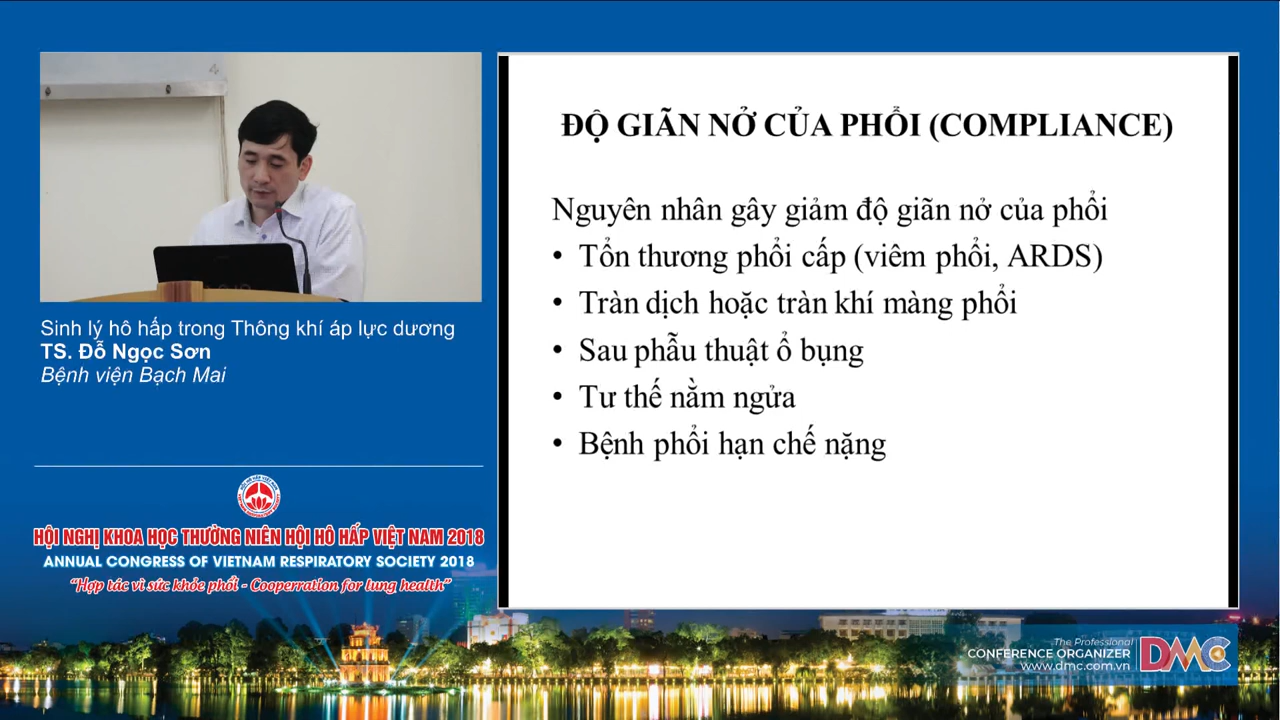 Sinh lý hô hấp trong Thông khí áp lực dương
TS. Đỗ Ngọc Sơn
Bệnh viện Bạch Mai
HỘI NGHỊ KHOA HỌC THƯỜNG NIÊN HỘI HÔ HẤP VIỆT NAM 2018
ANNUAL CONGRESS OF VIETNAM RESPIRATORY SOCIETY 2018
"Hợp tác vì sức khỏe phổi - Cooperration for lung health"
ĐỘ GIÃN NỞ CỦA PHỔI (COMPLIANCE)
Nguyên nhân gây giảm độ giãn nở của phổi
• Tổn thương phổi cấp (viêm phổi, ARDS)
• Tràn dịch hoặc tràn khí màng phổi
• Sau phẫu thuật ổ bụng
• Tư thế nằm ngửa
• Bệnh phổi hạn chế nặng
The Professional
CONFERENCE ORGANIZER
www.dmc.com.vn
DMC